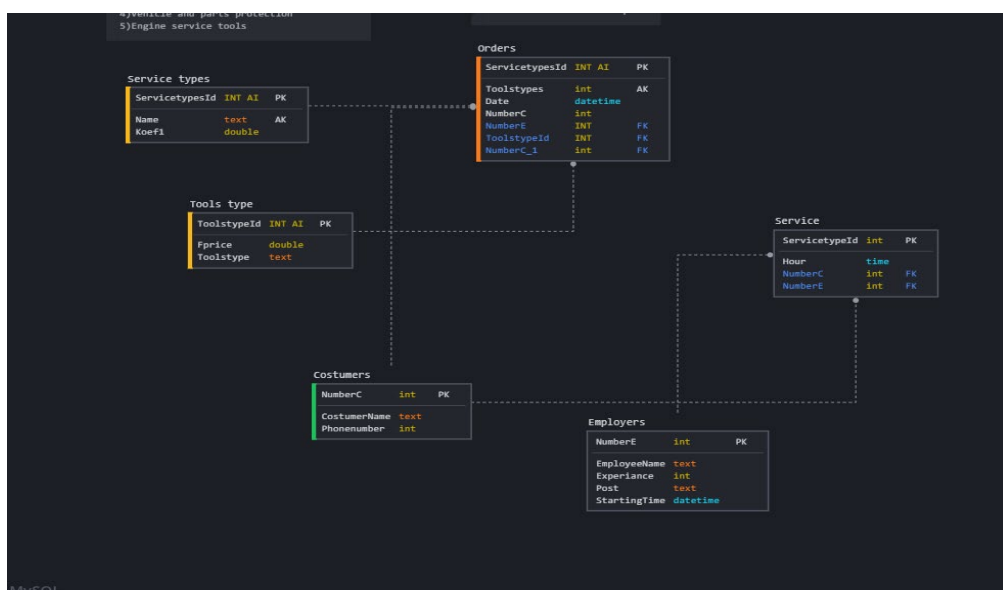 4)Vehicle and parts protection
5)Engine service tools
Orders
ServicetypesId INT AI PK
Toolstypes int AK
Date datetime
NumberC int
NumberE INT FK
ToolstypeId INT FK
NumberC_1 int FK
Service types
ServicetypesId INT AI PK
Name text AK
Koef1 double
Tools type
ToolstypeId INT AI PK
Fprice double
Toolstype text
Service
ServicetypeId int PK
Hour time
NumberC int FK
NumberE int FK
Costumers
NumberC int PK
CostumerName text
Phonenumber int
Employers
NumberE int PK
EmployeeName text
Experiance int
Post text
StartingTime datetime
MySQL